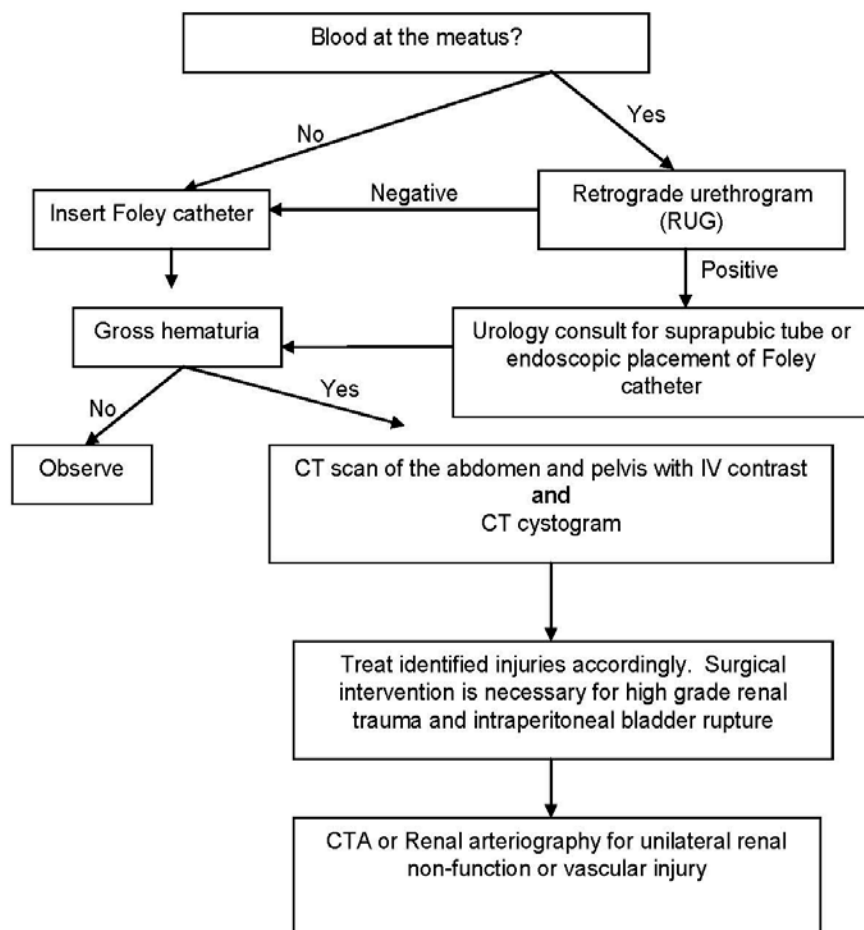 Blood at the meatus?
No
Yes
Insert Foley catheter
Negative
Retrograde urethrogram
(RUG)
Positive
Gross hematuria
Urology consult for suprapubic tube or
endoscopic placement of Foley
catheter
No
Yes
Observe
CT scan of the abdomen and pelvis with IV contrast
and
CT cystogram
Treat identified injuries accordingly. Surgical
intervention is necessary for high grade renal
trauma and intraperitoneal bladder rupture
CTA or Renal arteriography for unilateral renal
non-function or vascular injury